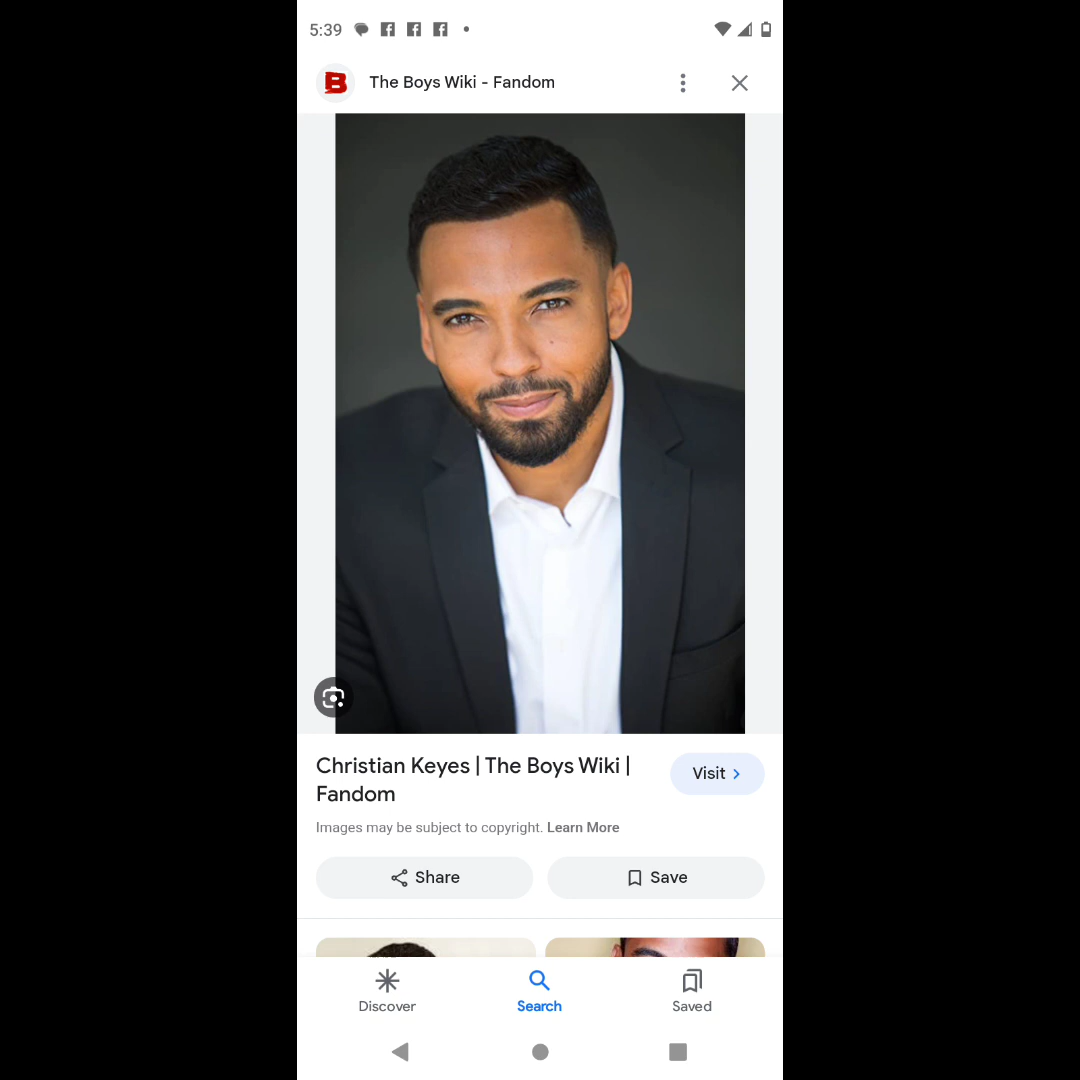 5:39
B The Boys Wiki - Fandom
Christian Keyes | The Boys Wiki |
Fandom
Visit
Images may be subject to copyright. Learn More
Share Save
Discover Search Saved